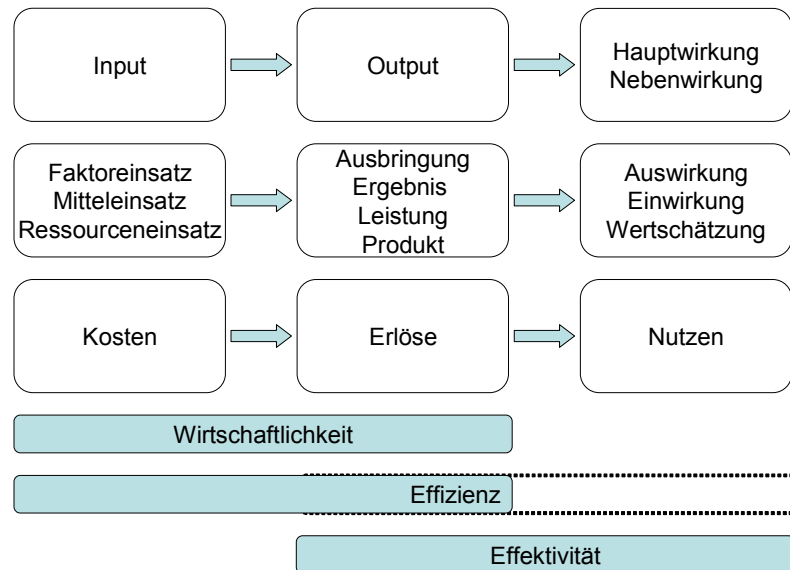 Input
Output
Hauptwirkung
Nebenwirkung
Faktoreinsatz
Mitteleinsatz
Ressourceneinsatz
Ausbringung
Ergebnis
Leistung
Produkt
Auswirkung
Einwirkung
Wertschätzung
Kosten
Erlöse
Nutzen
Wirtschaftlichkeit
Effizienz
Effektivität